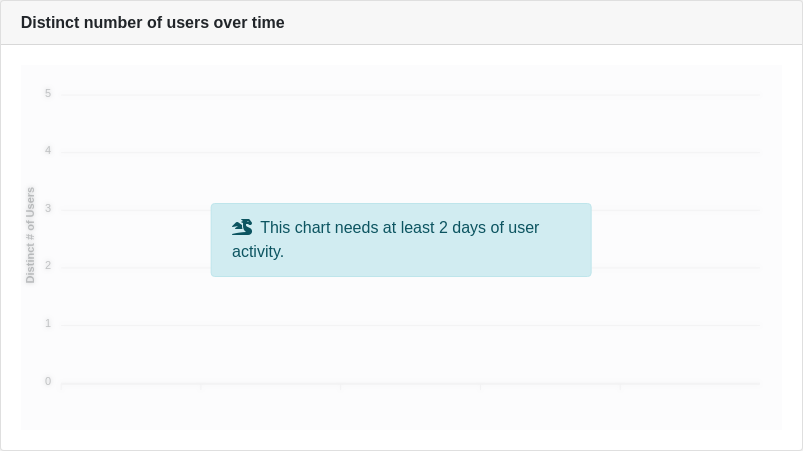 Distinct number of users over time
5
4
3
2
1
0
Distinct # of Users
This chart needs at least 2 days of user
activity.